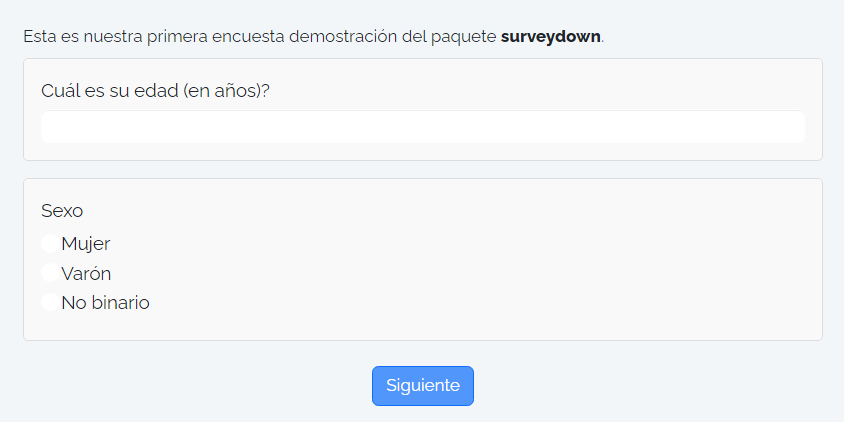 Esta es nuestra primera encuesta demostración del paquete surveydown.
Cuál es su edad (en años)?
Sexo
Mujer
Varón
No binario
Siguiente